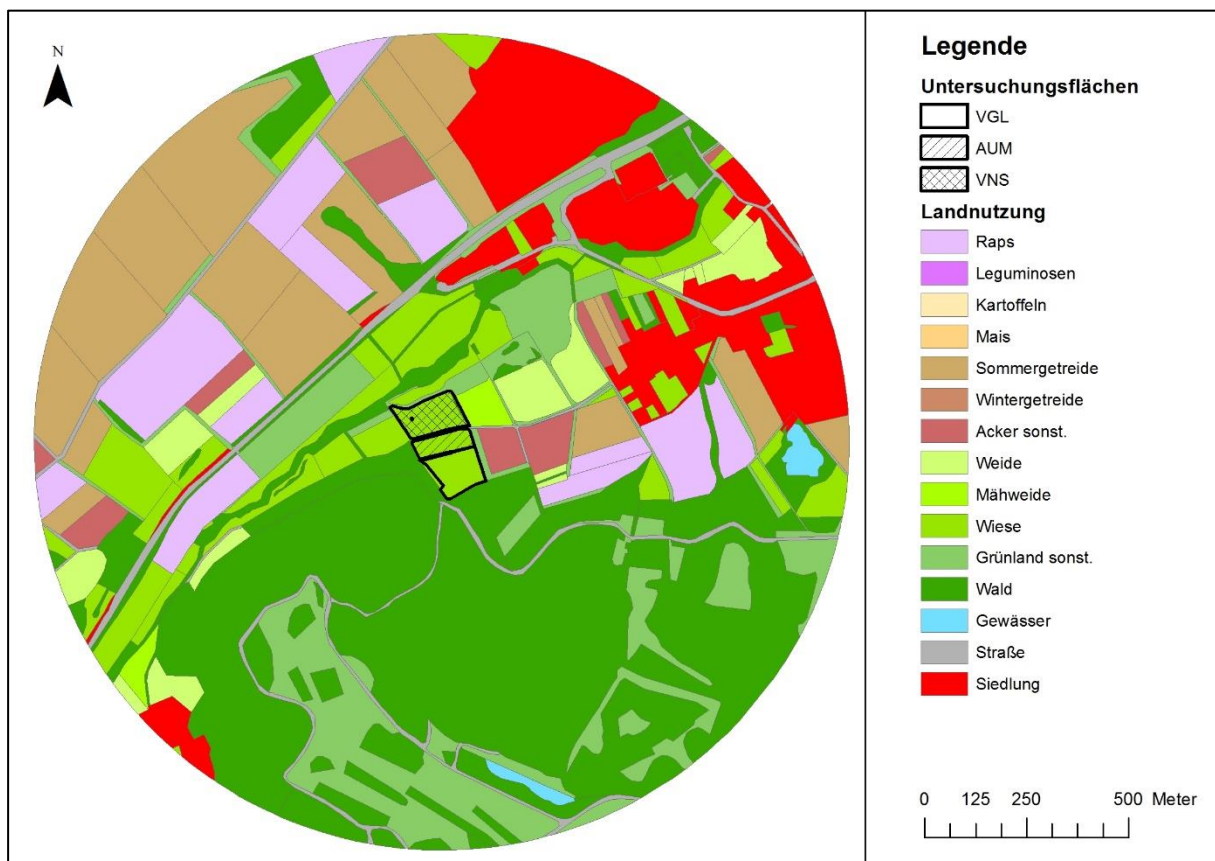 N
Legende
Untersuchungsflächen
VGL
AUM
VNS
Landnutzung
Raps
Leguminosen
Kartoffeln
Mais
Sommergetreide
Wintergetreide
Acker sonst.
Weide
Mähweide
Wiese
Grünland sonst.
Wald
Gewässer
Straße
Siedlung
0 125 250 500 Meter